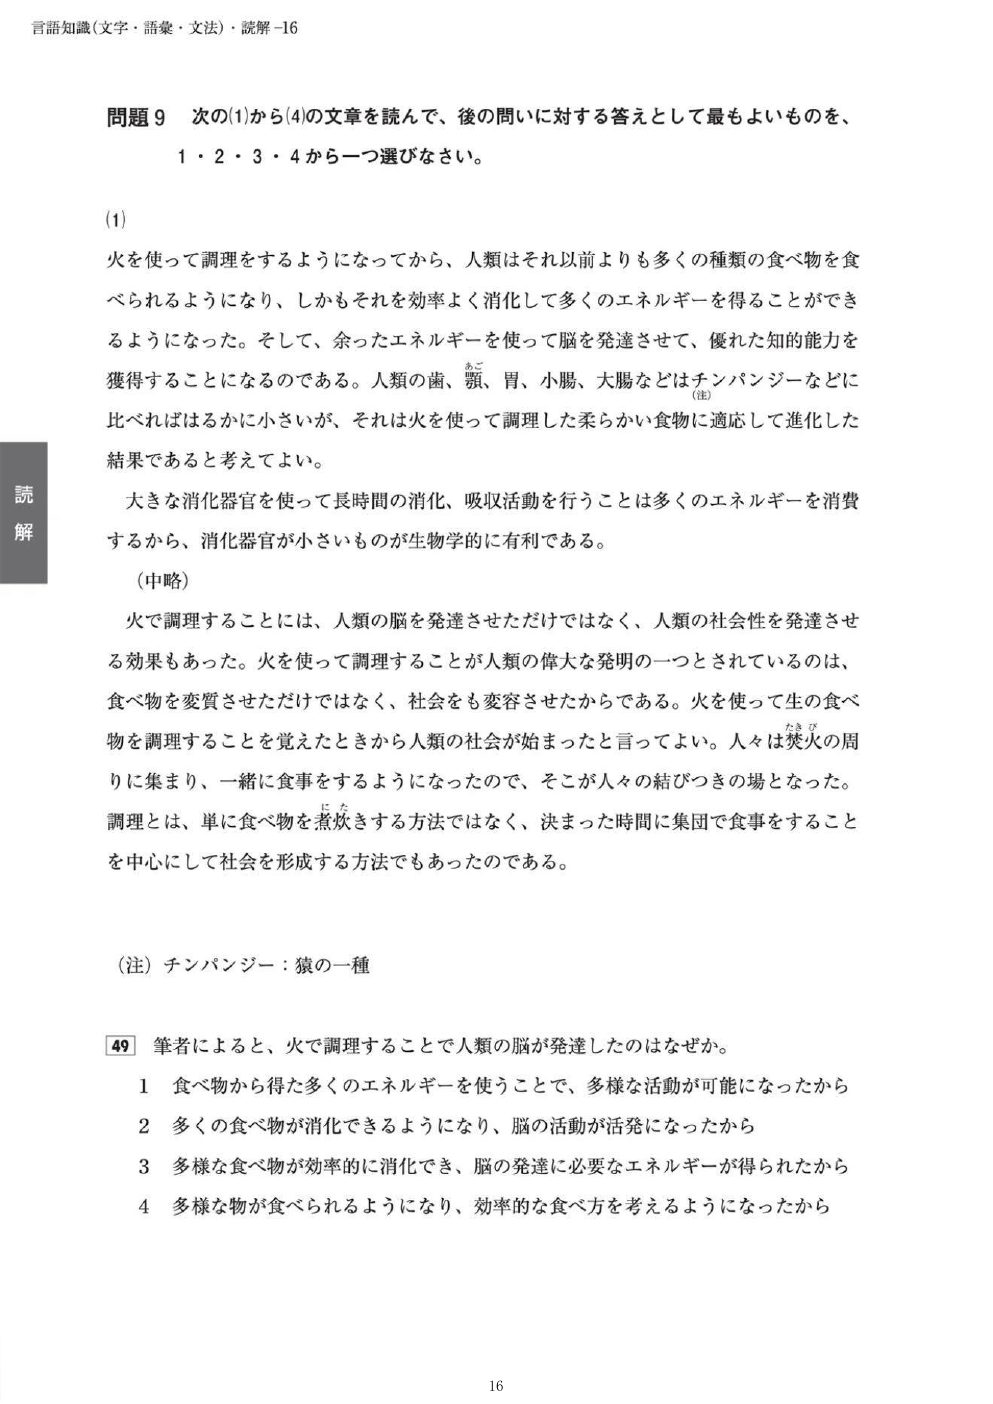 言語知識(文字・語彙・文法)・読解–16
問題9　次の⑴から⑷の文章を読んで、後の問いに対する答えとして最もよいものを、
1・2・3・4から一つ選びなさい。
⑴
火を使って調理をするようになってから、人類はそれ以前よりも多くの種類の食べ物を食
べられるようになり、しかもそれを効率よく消化して多くのエネルギーを得ることができ
るようになった。そして、余ったエネルギーを使って脳を発達させて、優れた知的能力を
あご
獲得することになるのである。人類の歯、顎、胃、小腸、大腸などはチンパンジーなどに
(注)
比べればはるかに小さいが、それは火を使って調理した柔らかい食物に適応して進化した
結果であると考えてよい。
読解
大きな消化器官を使って長時間の消化、吸収活動を行うことは多くのエネルギーを消費
するから、消化器官が小さいものが生物学的に有利である。
（中略）
火で調理することには、人類の脳を発達させただけではなく、人類の社会性を発達させ
る効果もあった。火を使って調理することが人類の偉大な発明の一つとされているのは、
食べ物を変質させただけではなく、社会をも変容させたからである。火を使って生の食べ
たき び
物を調理することを覚えたときから人類の社会が始まったと言ってよい。人々は焚火の周
りに集まり、一緒に食事をするようになったので、そこが人々の結びつきの場となった。
に た
調理とは、単に食べ物を煮炊きする方法ではなく、決まった時間に集団で食事をすること
を中心にして社会を形成する方法でもあったのである。
（注）チンパンジー：猿の一種
49　筆者によると、火で調理することで人類の脳が発達したのはなぜか。
1　食べ物から得た多くのエネルギーを使うことで、多様な活動が可能になったから
2　多くの食べ物が消化できるようになり、脳の活動が活発になったから
3　多様な食べ物が効率的に消化でき、脳の発達に必要なエネルギーが得られたから
4　多様な物が食べられるようになり、効率的な食べ方を考えるようになったから
16